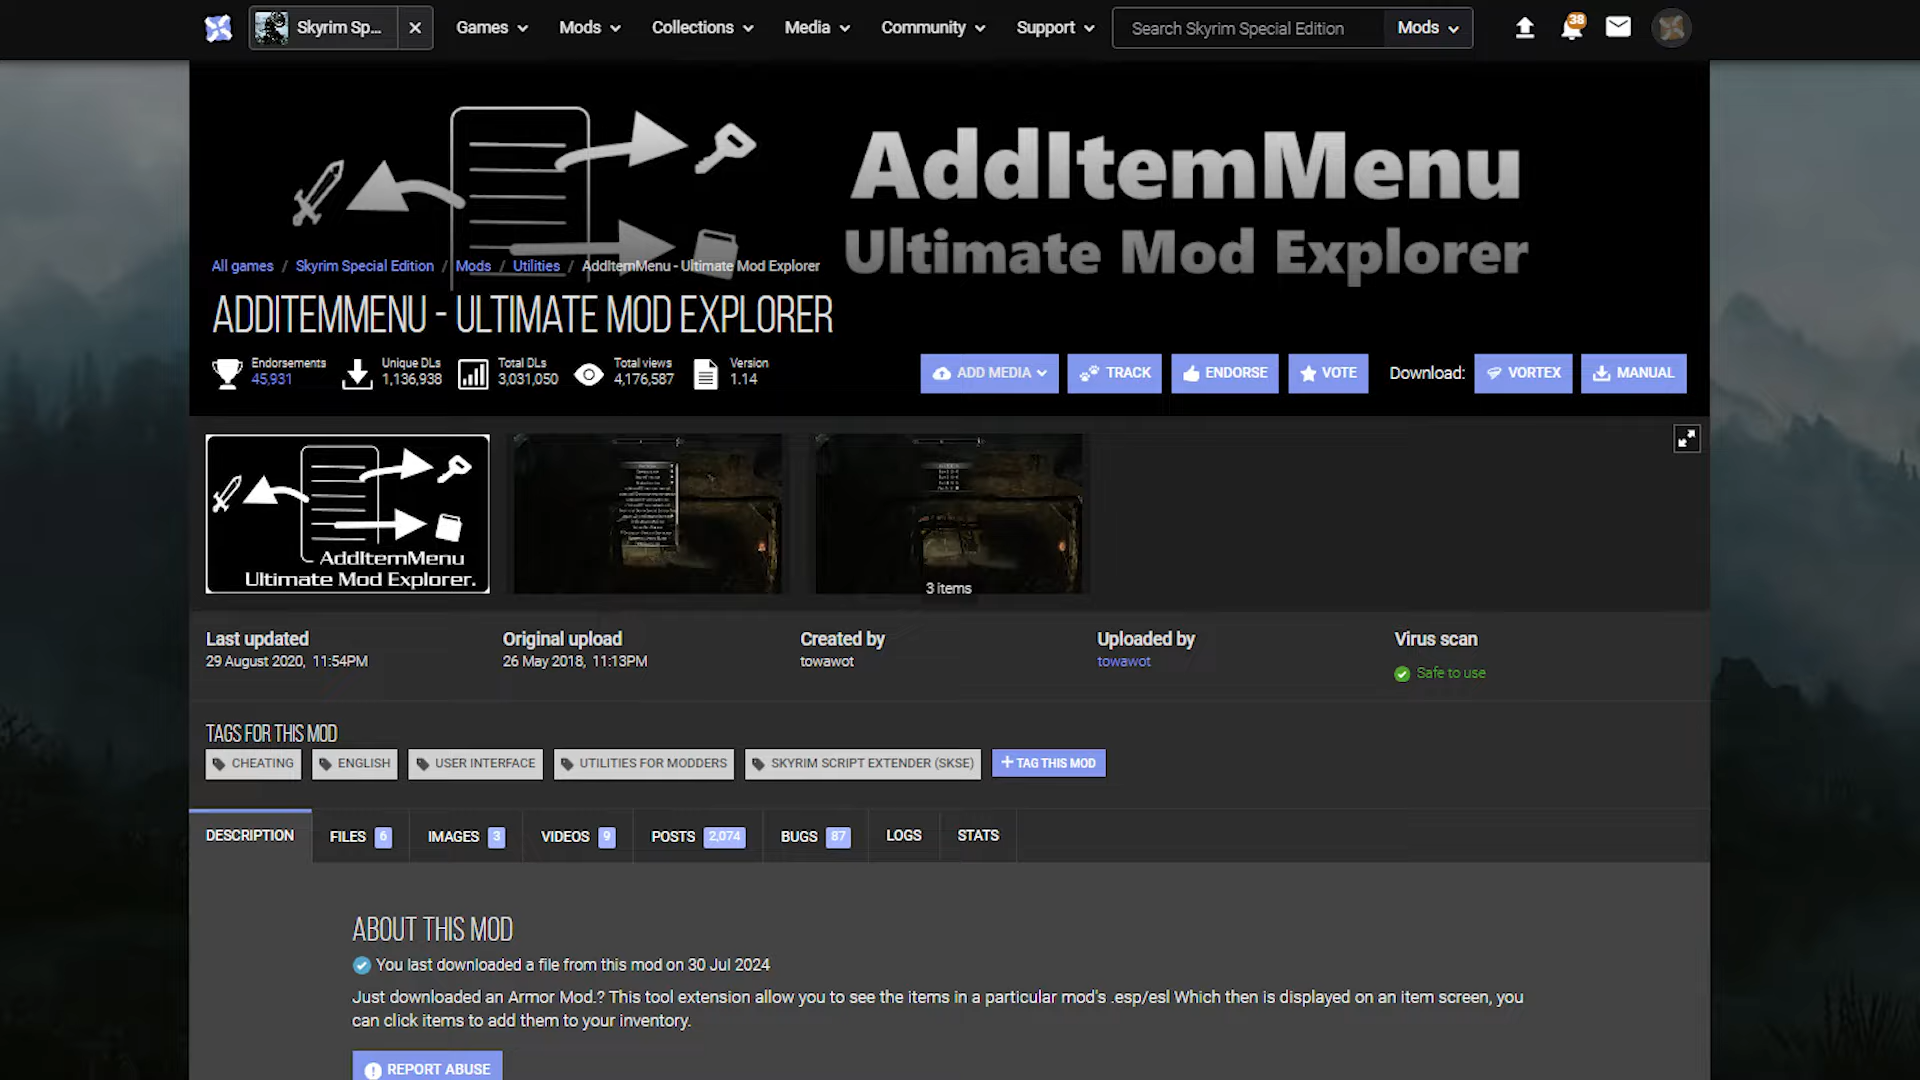 Skyrim Sp...
Games
Mods
Collections
Media
Community
Support
Search Skyrim Special Edition
Mods
38
AddItemMenu
Ultimate Mod Explorer
All games / Skyrim Special Edition / Mods / Utilities / AddItemMenu - Ultimate Mod Explorer
ADDITEMMENU - ULTIMATE MOD EXPLORER
Endorsements
45,931
Unique DLs
1,136,938
Total DLs
3,031,050
Total views
4,176,587
Version
1.14
ADD MEDIA
TRACK
ENDORSE
VOTE
Download:
VORTEX
MANUAL
AddItemMenu
Ultimate Mod Explorer.
3 items
Last updated
29 August 2020, 11:54PM
Original upload
26 May 2018, 11:13PM
Created by
towawot
Uploaded by
towawot
Virus scan
Safe to use
TAGS FOR THIS MOD
CHEATING
ENGLISH
USER INTERFACE
UTILITIES FOR MODDERS
SKYRIM SCRIPT EXTENDER (SKSE)
+ TAG THIS MOD
DESCRIPTION
FILES 6
IMAGES 3
VIDEOS 9
POSTS 2,074
BUGS 87
LOGS
STATS
ABOUT THIS MOD
You last downloaded a file from this mod on 30 Jul 2024
Just downloaded an Armor Mod.? This tool extension allow you to see the items in a particular mod's .esp/esl Which then is displayed on an item screen, you
can click items to add them to your inventory.
REPORT ABUSE